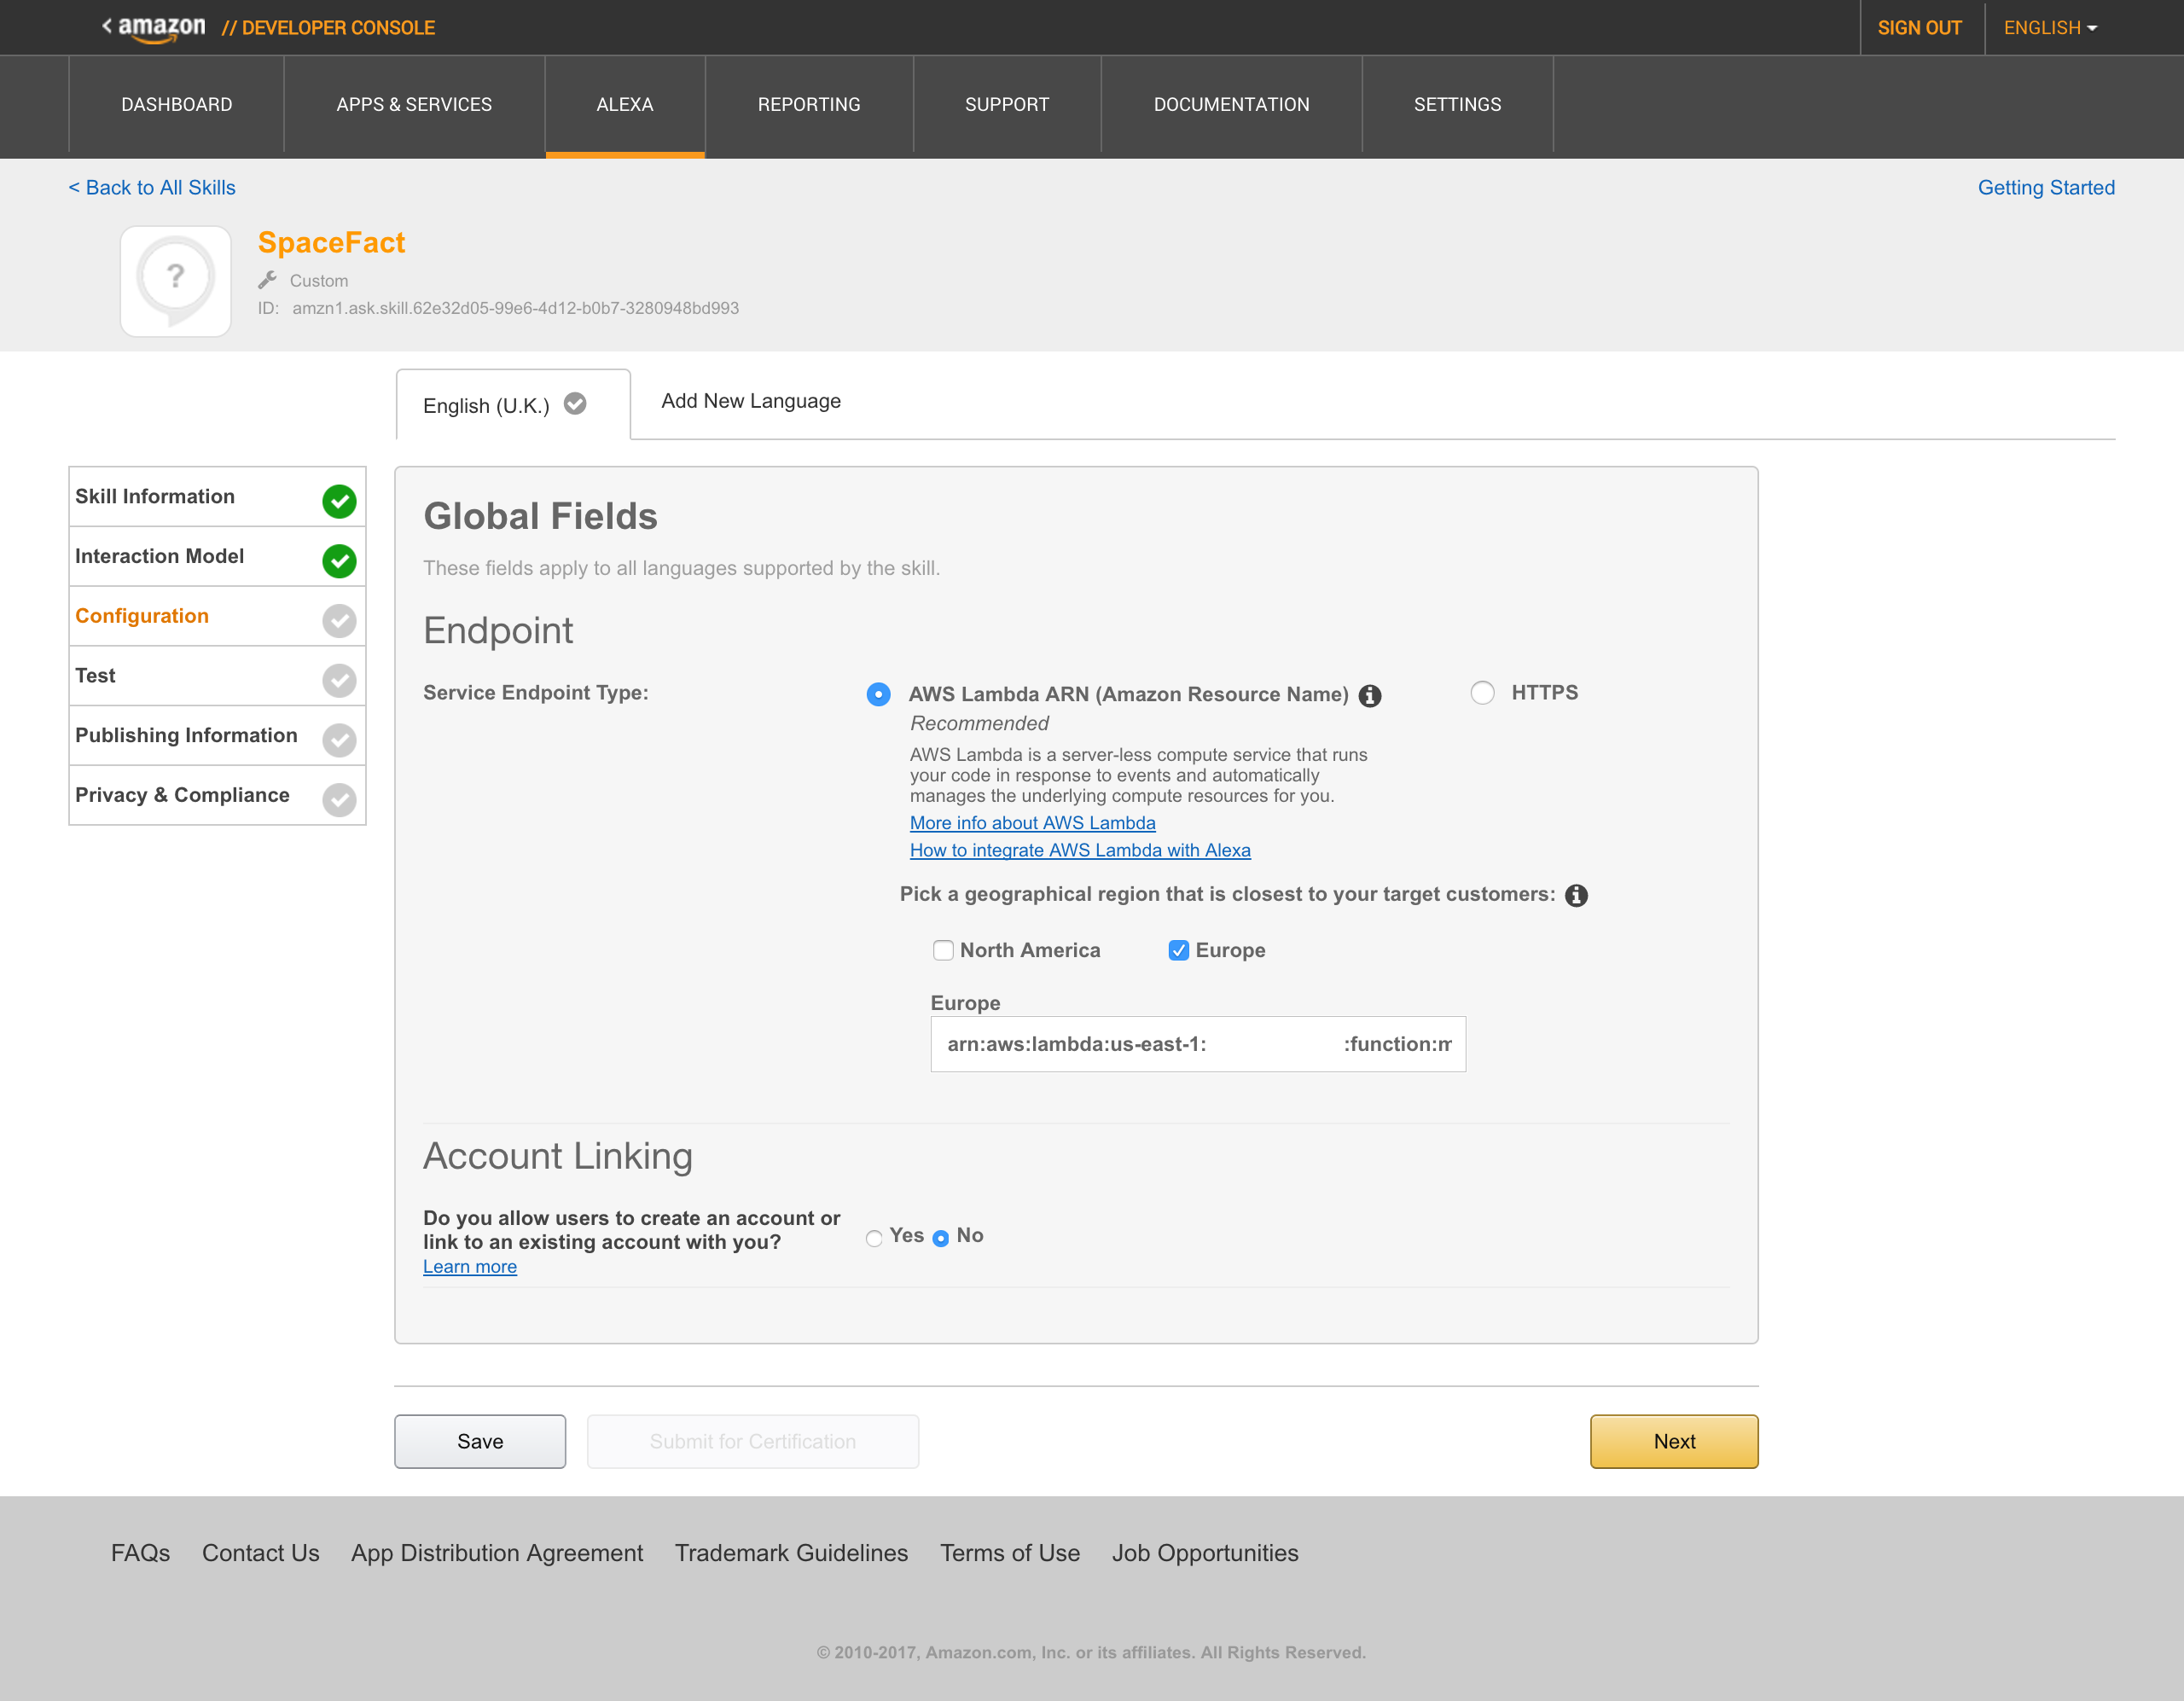 < amazon // DEVELOPER CONSOLE
SIGN OUT
ENGLISH
DASHBOARD
APPS & SERVICES
ALEXA
REPORTING
SUPPORT
DOCUMENTATION
SETTINGS
< Back to All Skills
Getting Started
?
SpaceFact
Custom
ID: amzn1.ask.skill.62e32d05-99e6-4d12-b0b7-3280948bd993
English (U.K.)
Add New Language
Skill Information
Interaction Model
Configuration
Test
Publishing Information
Privacy & Compliance
Global Fields
These fields apply to all languages supported by the skill.
Endpoint
Service Endpoint Type:
AWS Lambda ARN (Amazon Resource Name)
HTTPS
Recommended
AWS Lambda is a server-less compute service that runs
your code in response to events and automatically
manages the underlying compute resources for you.
More info about AWS Lambda
How to integrate AWS Lambda with Alexa
Pick a geographical region that is closest to your target customers:
North America
Europe
Europe
arn:aws:lambda:us-east-1: :function:m
Account Linking
Do you allow users to create an account or
link to an existing account with you?
Yes
No
Learn more
Save
Submit for Certification
Next
FAQs
Contact Us
App Distribution Agreement
Trademark Guidelines
Terms of Use
Job Opportunities
© 2010-2017, Amazon.com, Inc. or its affiliates. All Rights Reserved.